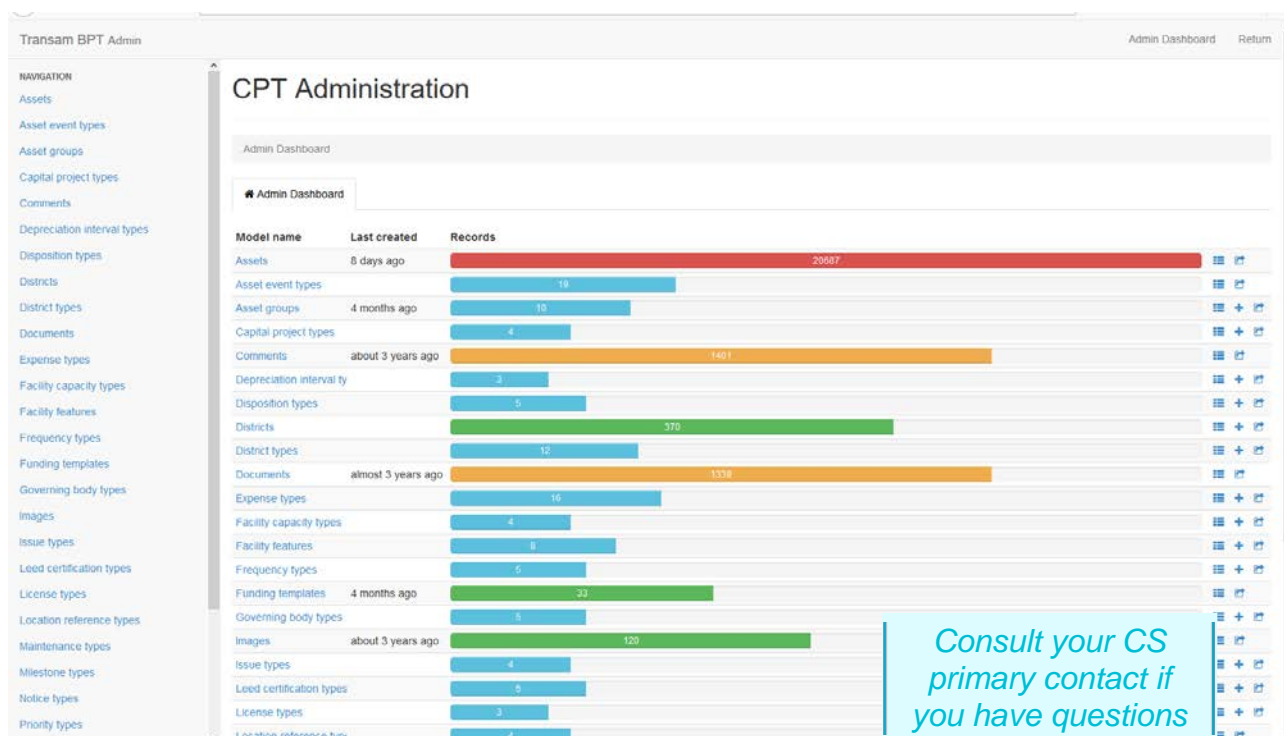 Transam BPT Admin
Admin Dashboard Return
NAVIGATION
Assets
Asset event types
Asset groups
Capital project types
Comments
Depreciation interval types
Disposition types
Districts
District types
Documents
Expense types
Facility capacity types
Facility features
Frequency types
Funding templates
Governing body types
Images
Issue types
Leed certification types
License types
Location reference types
Maintenance types
Milestone types
Notice types
Priority types
CPT Administration
Admin Dashboard
Admin Dashboard
Model name Last created Records
Assets 8 days ago 20687
Asset event types
Asset groups 4 months ago 10
Capital project types 4
Comments about 3 years ago 1401
Depreciation interval ty 3
Disposition types 5
Districts 370
District types 12
Documents almost 3 years ago
Expense types 16
Facility capacity types 4
Facility features
Frequency types 5
Funding templates 4 months ago 33
Governing body types 5
Images about 3 years ago 120
Issue types 4
Leed certification types 5
License types 3
4
Consult your CS
primary contact if
you have questions